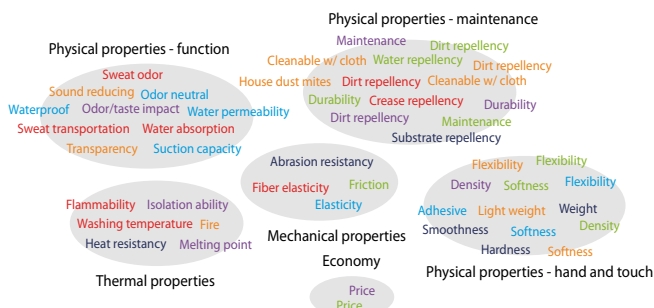 Physical properties - function
Sweat odor
Sound reducing
Odor neutral
Waterproof
Odor/taste impact
Water permeability
Sweat transportation
Water absorption
Transparency
Suction capacity
Physical properties - maintenance
Maintenance
Dirt repellency
Cleanable w/ cloth
Water repellency
Dirt repellency
House dust mites
Dirt repellency
Cleanable w/ cloth
Durability
Crease repellency
Durability
Dirt repellency
Maintenance
Substrate repellency
Abrasion resistancy
Fiber elasticity
Friction
Elasticity
Mechanical properties
Flammability
Isolation ability
Washing temperature
Fire
Heat resistancy
Melting point
Thermal properties
Flexibility
Flexibility
Density
Softness
Flexibility
Adhesive
Light weight
Weight
Smoothness
Softness
Density
Hardness
Softness
Physical properties - hand and touch
Economy
Price
Price